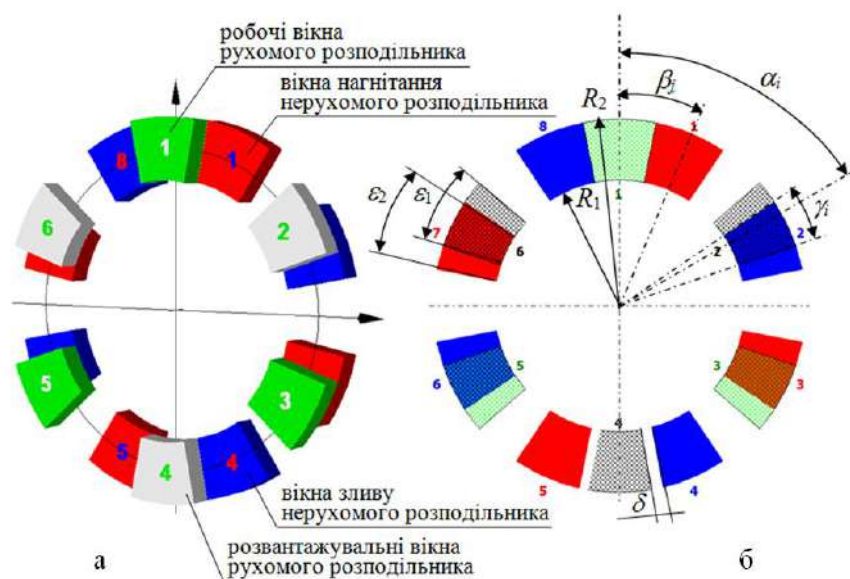 робочі вікна
рухомого розподільника
вікна нагнітання
нерухомого розподільника
8
1
1
6
2
5
3
5
4
4
вікна зливу
нерухомого розподільника
розвантажувальні вікна
рухомого розподільника
а
αi
βj
R2
8
1
1
R1
ε2
ε1
γi
7
6
2
2
6
5
3
3
4
5
4
δ
б